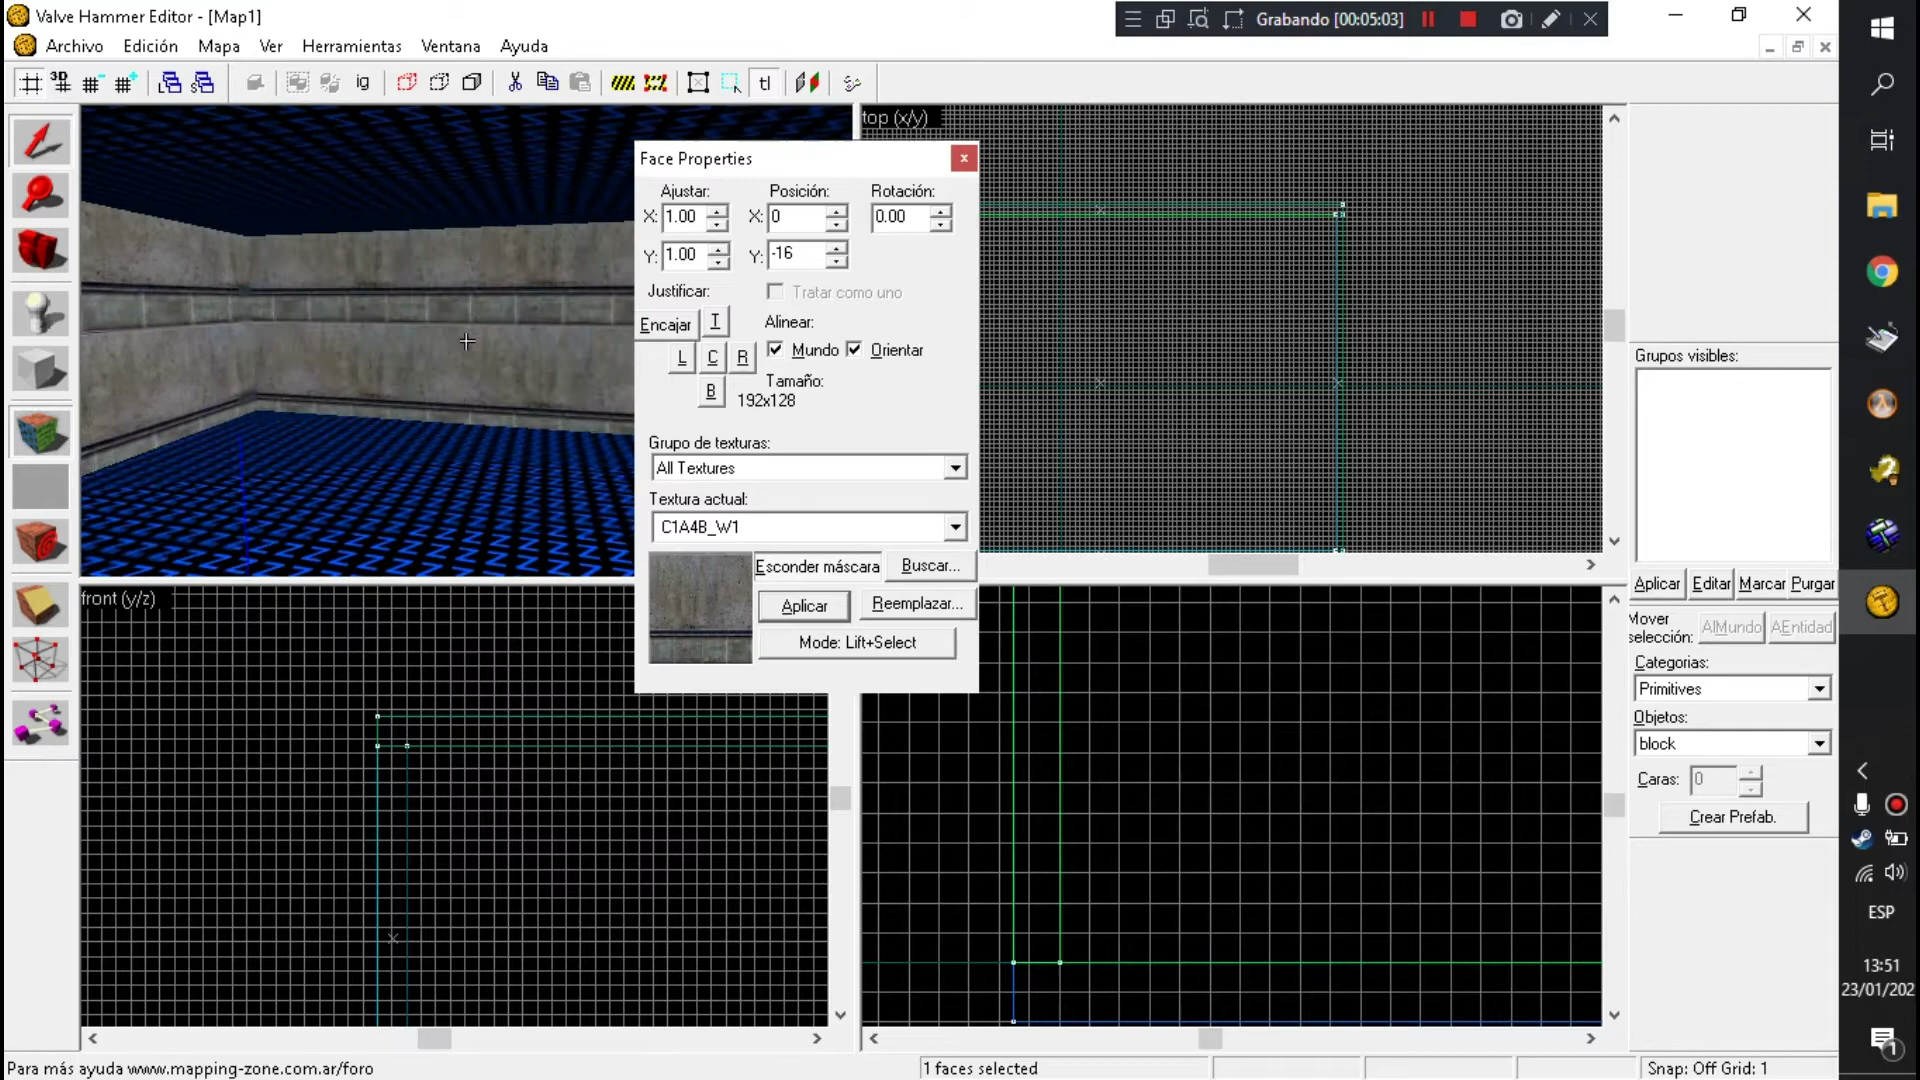 Valve Hammer Editor - [Map1]
Grabando [00:05:03]
Archivo Edición Mapa Ver Herramientas Ventana Ayuda
3D
ig
tl
top (x/y)
Face Properties
Ajustar: Posición: Rotación:
X: 1.00 X: 0 0.00
Y: 1.00 Y: -16
Justificar: Tratar como uno
Encajar T Alinear:
L C R Mundo Orientar
B Tamaño:
192x128
Grupo de texturas:
All Textures
Textura actual:
C1A4B_W1
Esconder máscara Buscar...
Aplicar Reemplazar...
Mode: Lift+Select
front (y/z)
Grupos visibles:
Aplicar Editar Marcar Purgar
Mover
selección: AlMundo AEntidad
Categorias:
Primitives
Objetos:
block
Caras: 0
Crear Prefab.
ESP
13:51
23/01/202
1
Para más ayuda www.mapping-zone.com.ar/foro
1 faces selected
Snap: Off Grid: 1